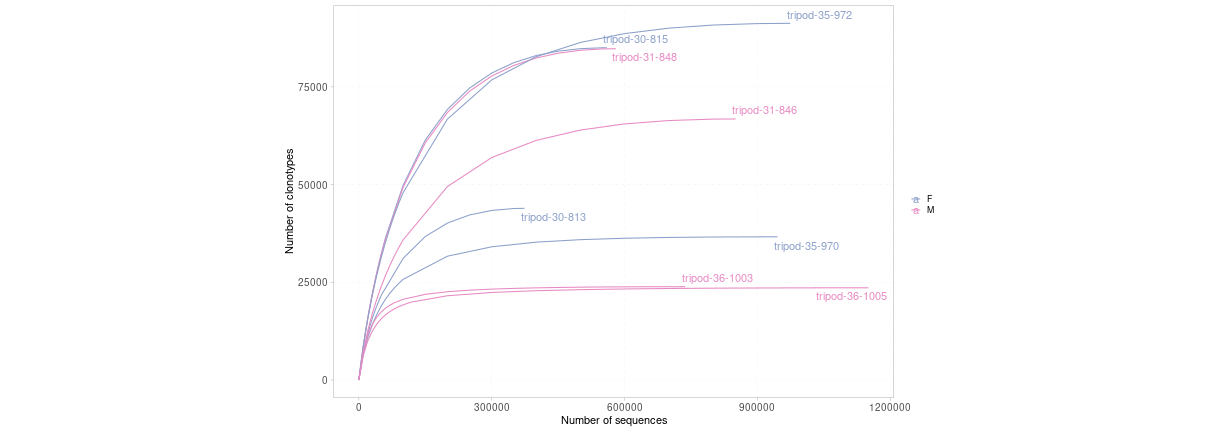 tripod-35-972
tripod-30-815
tripod-31-848
75000
tripod-31-846
50000
tripod-30-813
tripod-35-970
25000
tripod-36-1003
tripod-36-1005
0
Number of clonotypes
a F
a M
0 300000 600000 900000 1200000
Number of sequences